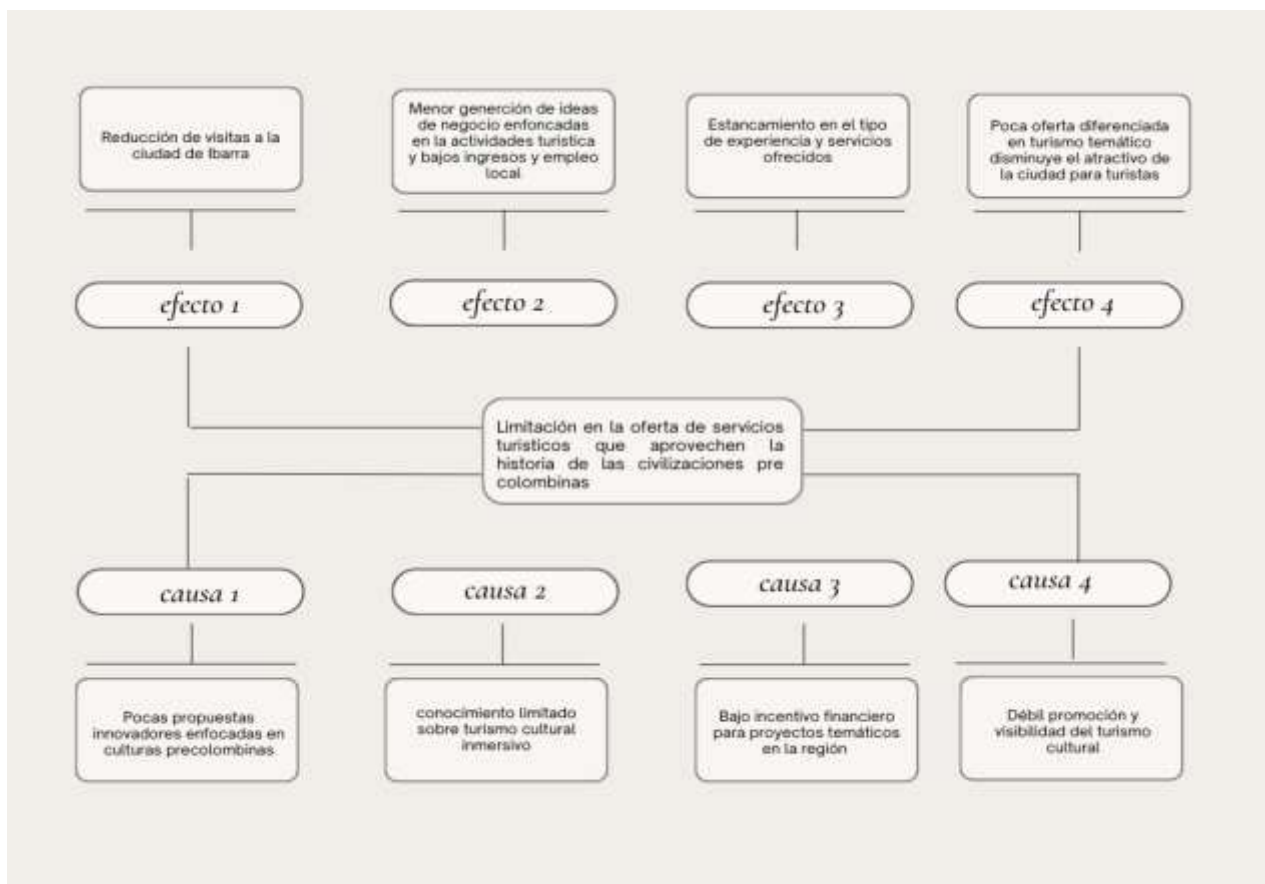 Reducción de visitas a la
ciudad de Ibarra
Menor generción de ideas
de negocio enfoncadas
en la actividades turística
y bajos ingresos y empleo
local
Estancamiento en el tipo
de experiencia y servicios
ofrecidos
Poca oferta diferenciada
en turismo temático
disminuye el atractivo de
la ciudad para turistas
efecto 1
efecto 2
efecto 3
efecto 4
Limitación en la oferta de servicios
turísticos que aprovechen la
historia de las civilizaciones pre
colombinas
causa 1
causa 2
causa 3
causa 4
Pocas propuestas
innovadores enfocadas en
culturas precolombinas
conocimiento limitado
sobre turismo cultural
inmersivo
Bajo incentivo financiero
para proyectos temáticos
en la región
Débil promoción y
visibilidad del turismo
cultural